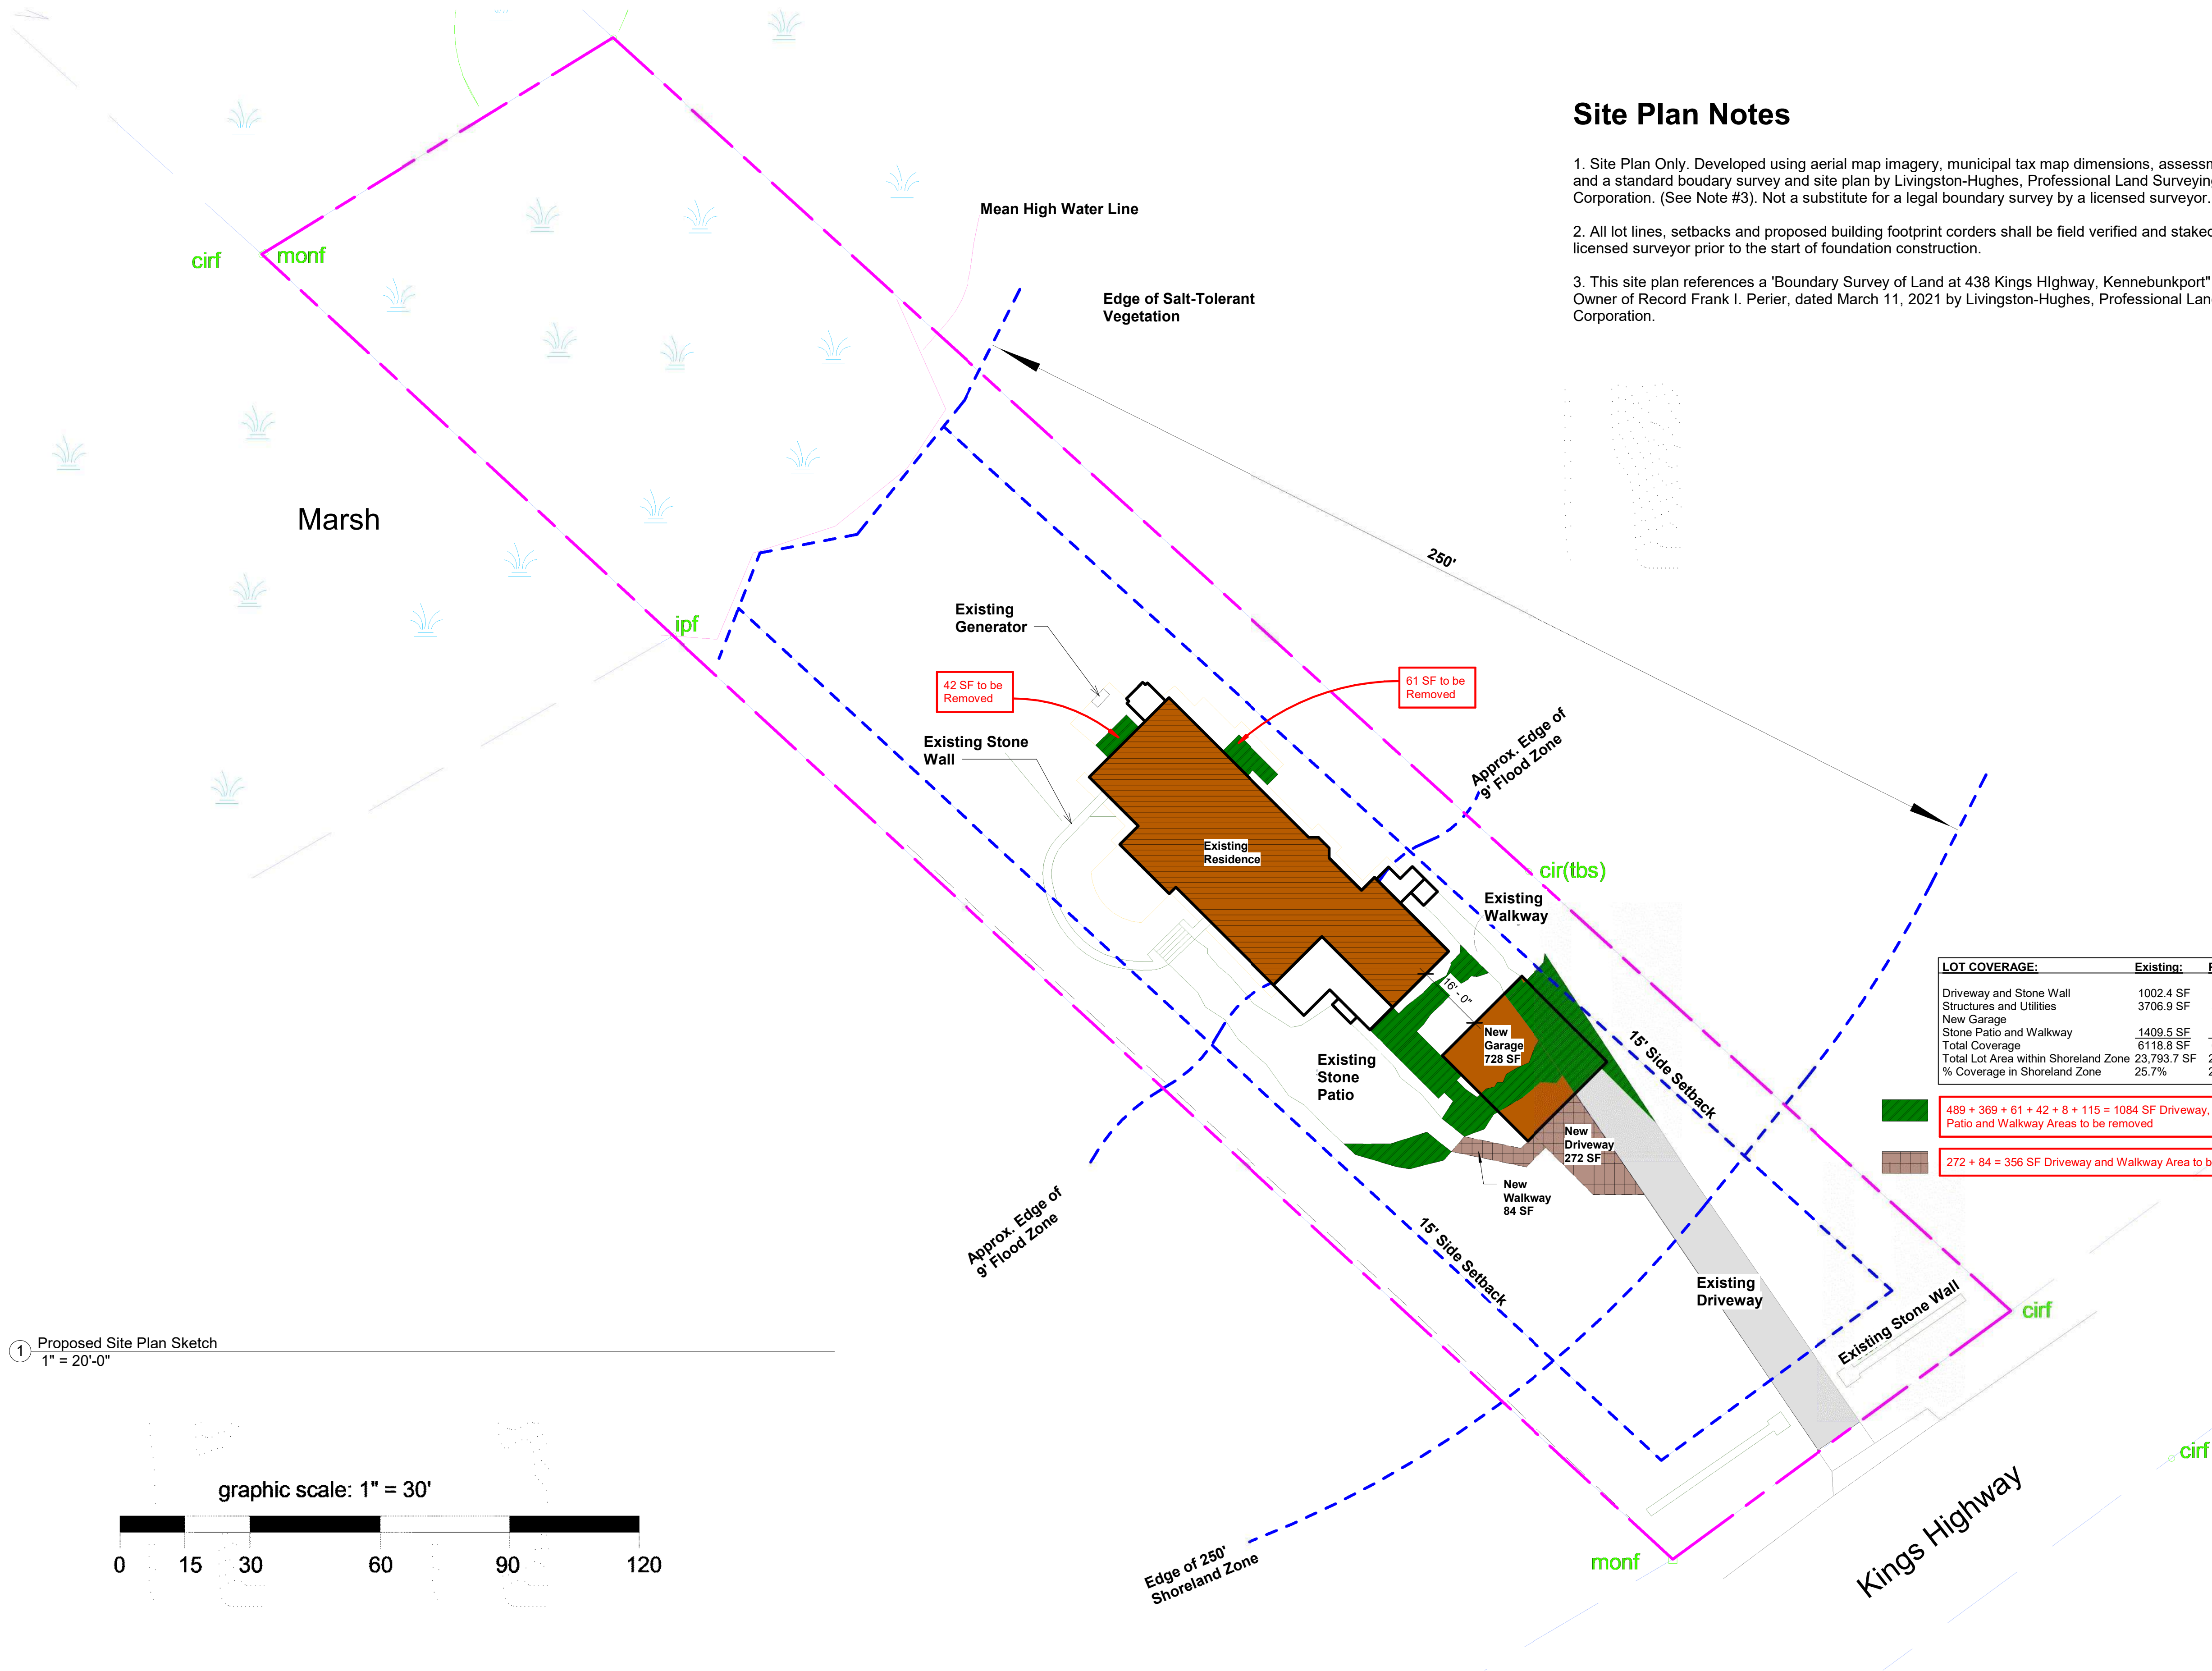 Site Plan Notes
1. Site Plan Only. Developed using aerial map imagery, municipal tax map dimensions,
and a standard boudary survey and site plan by Livingston-Hughes, Professional Land
Corporation. (See Note #3). Not a substitute for a legal boundary survey by a licensed surveyor.
2. All lot lines, setbacks and proposed building footprint corders shall be field verified and
licensed surveyor prior to the start of foundation construction.
3. This site plan references a 'Boundary Survey of Land at 438 Kings HIghway, Kennebunkport"
Owner of Record Frank I. Perier, dated March 11, 2021 by Livingston-Hughes, Professional
Corporation.
Mean High Water Line
cirf
monf
Edge of Salt-Tolerant
Vegetation
Marsh
250'
ipf
Existing
Generator
42 SF to be
Removed
61 SF to be
Removed
Existing Stone
Wall
Approx. Edge of
9' Flood Zone
Existing
Residence
cir(tbs)
Existing
Walkway
16' - 0"
New
Garage
728 SF
Existing
Stone
Patio
15' Side Setback
New
Driveway
272 SF
New
Walkway
84 SF
LOT COVERAGE: Existing:
Driveway and Stone Wall 1002.4 SF
Structures and Utilities 3706.9 SF
New Garage
Stone Patio and Walkway 1409.5 SF
Total Coverage 6118.8 SF
Total Lot Area within Shoreland Zone 23,793.7 SF
% Coverage in Shoreland Zone 25.7%
489 + 369 + 61 + 42 + 8 + 115 = 1084 SF Driveway,
Patio and Walkway Areas to be removed
272 + 84 = 356 SF Driveway and Walkway Area to
Approx. Edge of
9' Flood Zone
15' Side Setback
Existing
Driveway
Existing Stone Wall
cirf
cirf
1 Proposed Site Plan Sketch
1" = 20'-0"
graphic scale: 1" = 30'
0 15 30 60 90 120
Edge of 250'
Shoreland Zone
monf
Kings Highway